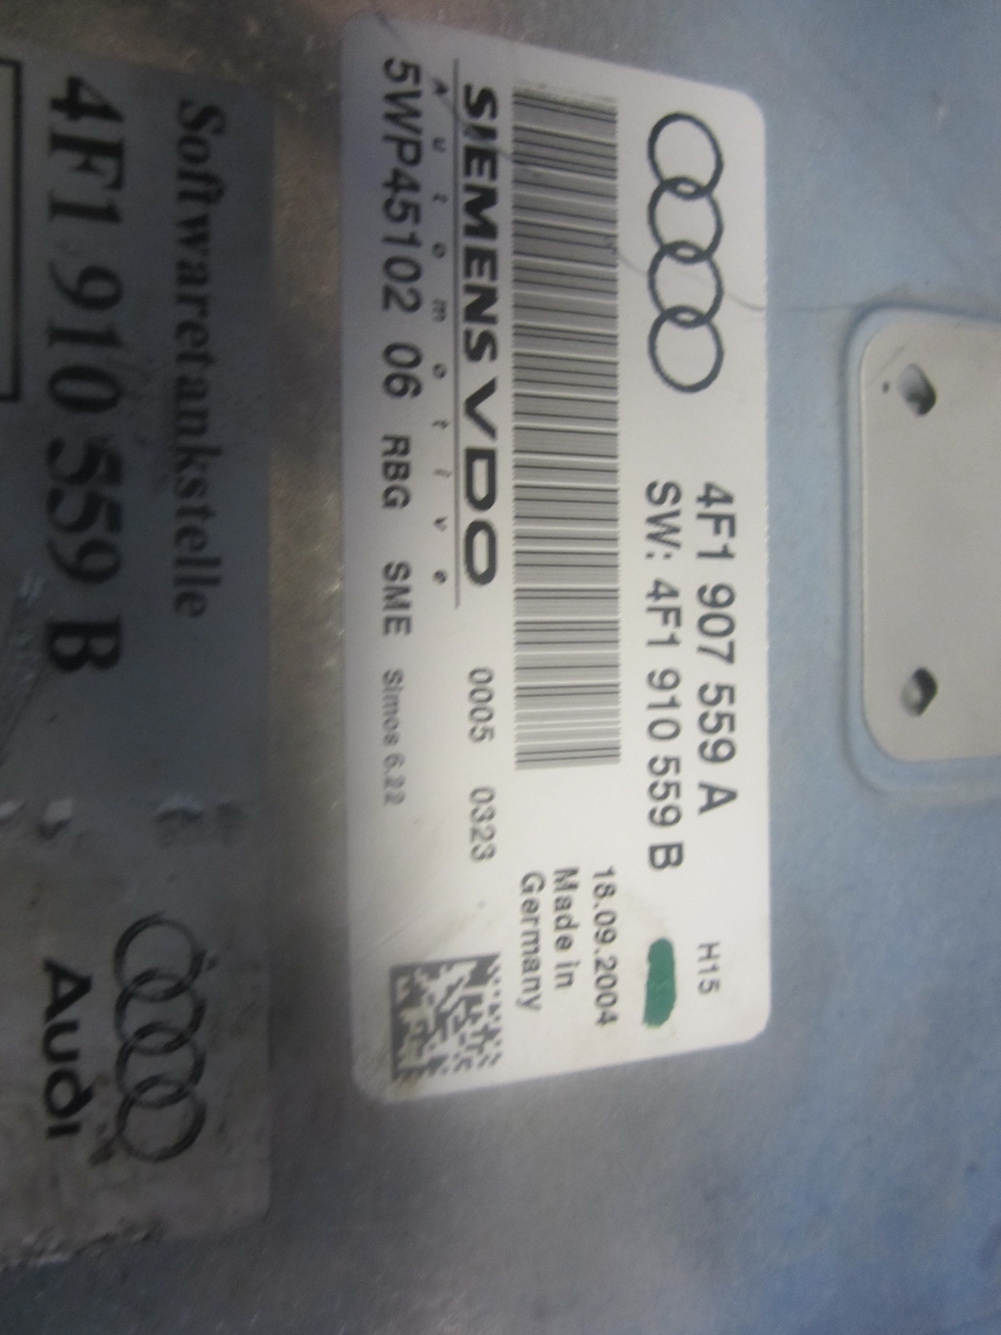 4F1 907 559 A
H15
SW: 4F1 910 559 B
18.09.2004
Made in
Germany
SIEMENS VDO
0005 0323
Automotive
5WP45102 06 RBG SME Simos 6.22
Softwaretankstelle
4F1 910 559 B
Audi